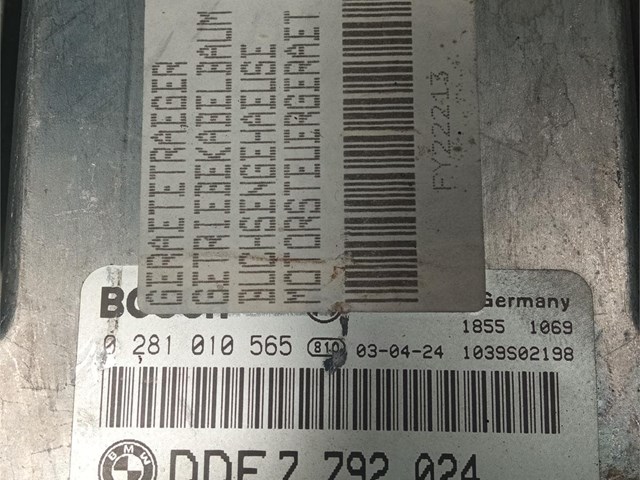 GERAETETRAEGER
GETRIEBEKABELBAUM
BUCHSENGEHAEUSE
MOTORSTEUERGERAET
FY22213
Germany
1855 1069
0 281 010 565 810 03-04-24 1039S02198
BMW
DDE 7 792 024